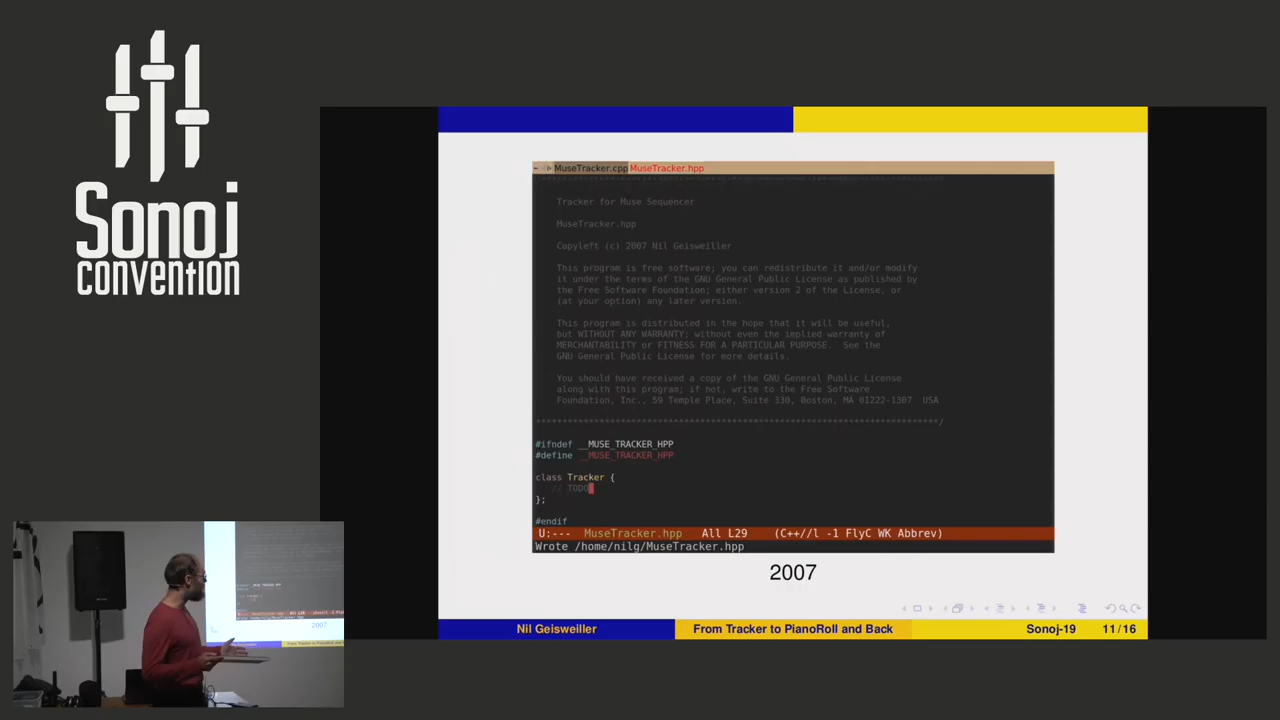 Sonoj
convention
MuseTracker.cpp MuseTracker.hpp
Tracker for Muse Sequencer
MuseTracker.hpp
Copyleft (c) 2007 Nil Geisweiller
This program is free software; you can redistribute it and/or modify
it under the terms of the GNU General Public License as published by
the Free Software Foundation; either version 2 of the License, or
(at your option) any later version.
This program is distributed in the hope that it will be useful,
but WITHOUT ANY WARRANTY; without even the implied warranty of
MERCHANTABILITY or FITNESS FOR A PARTICULAR PURPOSE.  See the
GNU General Public License for more details.
You should have received a copy of the GNU General Public License
along with this program; if not, write to the Free Software
Foundation, Inc., 59 Temple Place, Suite 330, Boston, MA 01222-1307  USA
#ifndef __MUSE_TRACKER_HPP
#define __MUSE_TRACKER_HPP
class Tracker {
// TODO
};
#endif
U:---  MuseTracker.hpp   All L29   (C++//l -1 FlyC WK Abbrev)
Wrote /home/nilg/MuseTracker.hpp
2007
Nil Geisweiller From Tracker to PianoRoll and Back Sonoj-19 11/16
2007